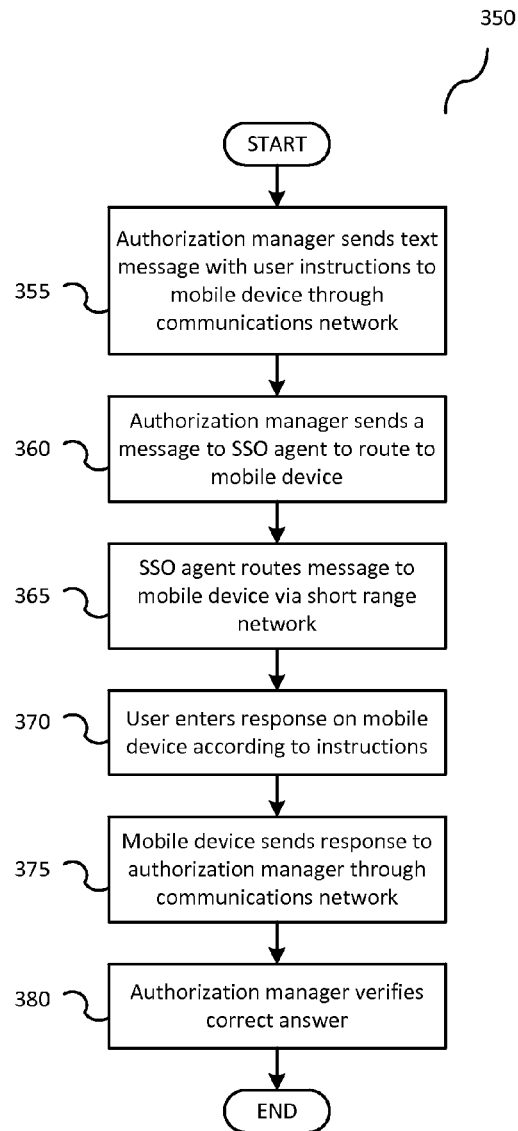 350
START
Authorization manager sends text
message with user instructions to
mobile device through
communications network
355
Authorization manager sends a
message to SSO agent to route to
mobile device
360
SSO agent routes message to
mobile device via short range
network
365
User enters response on mobile
device according to instructions
370
Mobile device sends response to
authorization manager through
communications network
375
Authorization manager verifies
correct answer
380
END